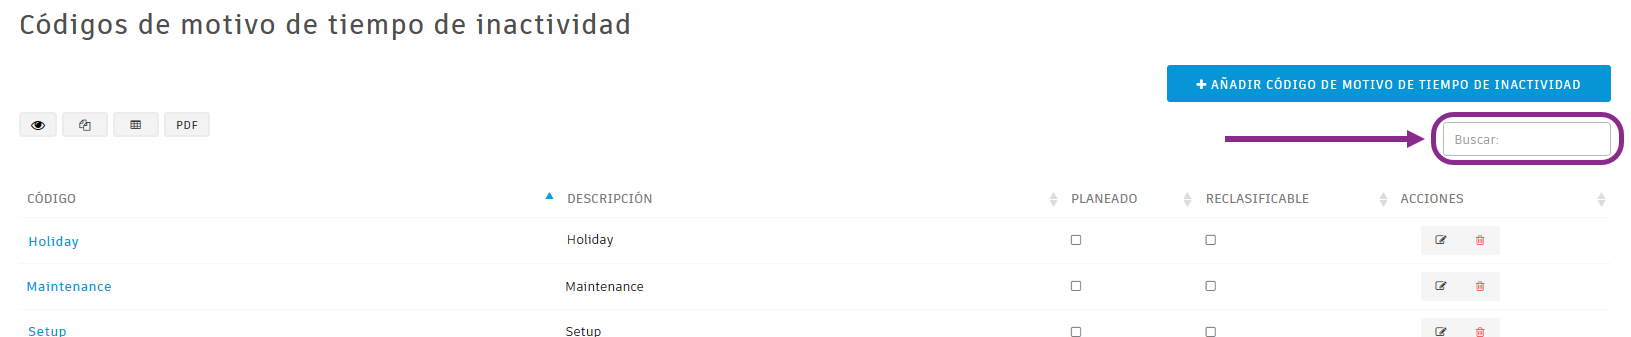 Códigos de motivo de tiempo de inactividad
AÑADIR CÓDIGO DE MOTIVO DE TIEMPO DE INACTIVIDAD
PDF
Buscar:
CÓDIGO DESCRIPCIÓN PLANEADO RECLASIFICABLE ACCIONES
Holiday Holiday
Maintenance Maintenance
Setup Setup